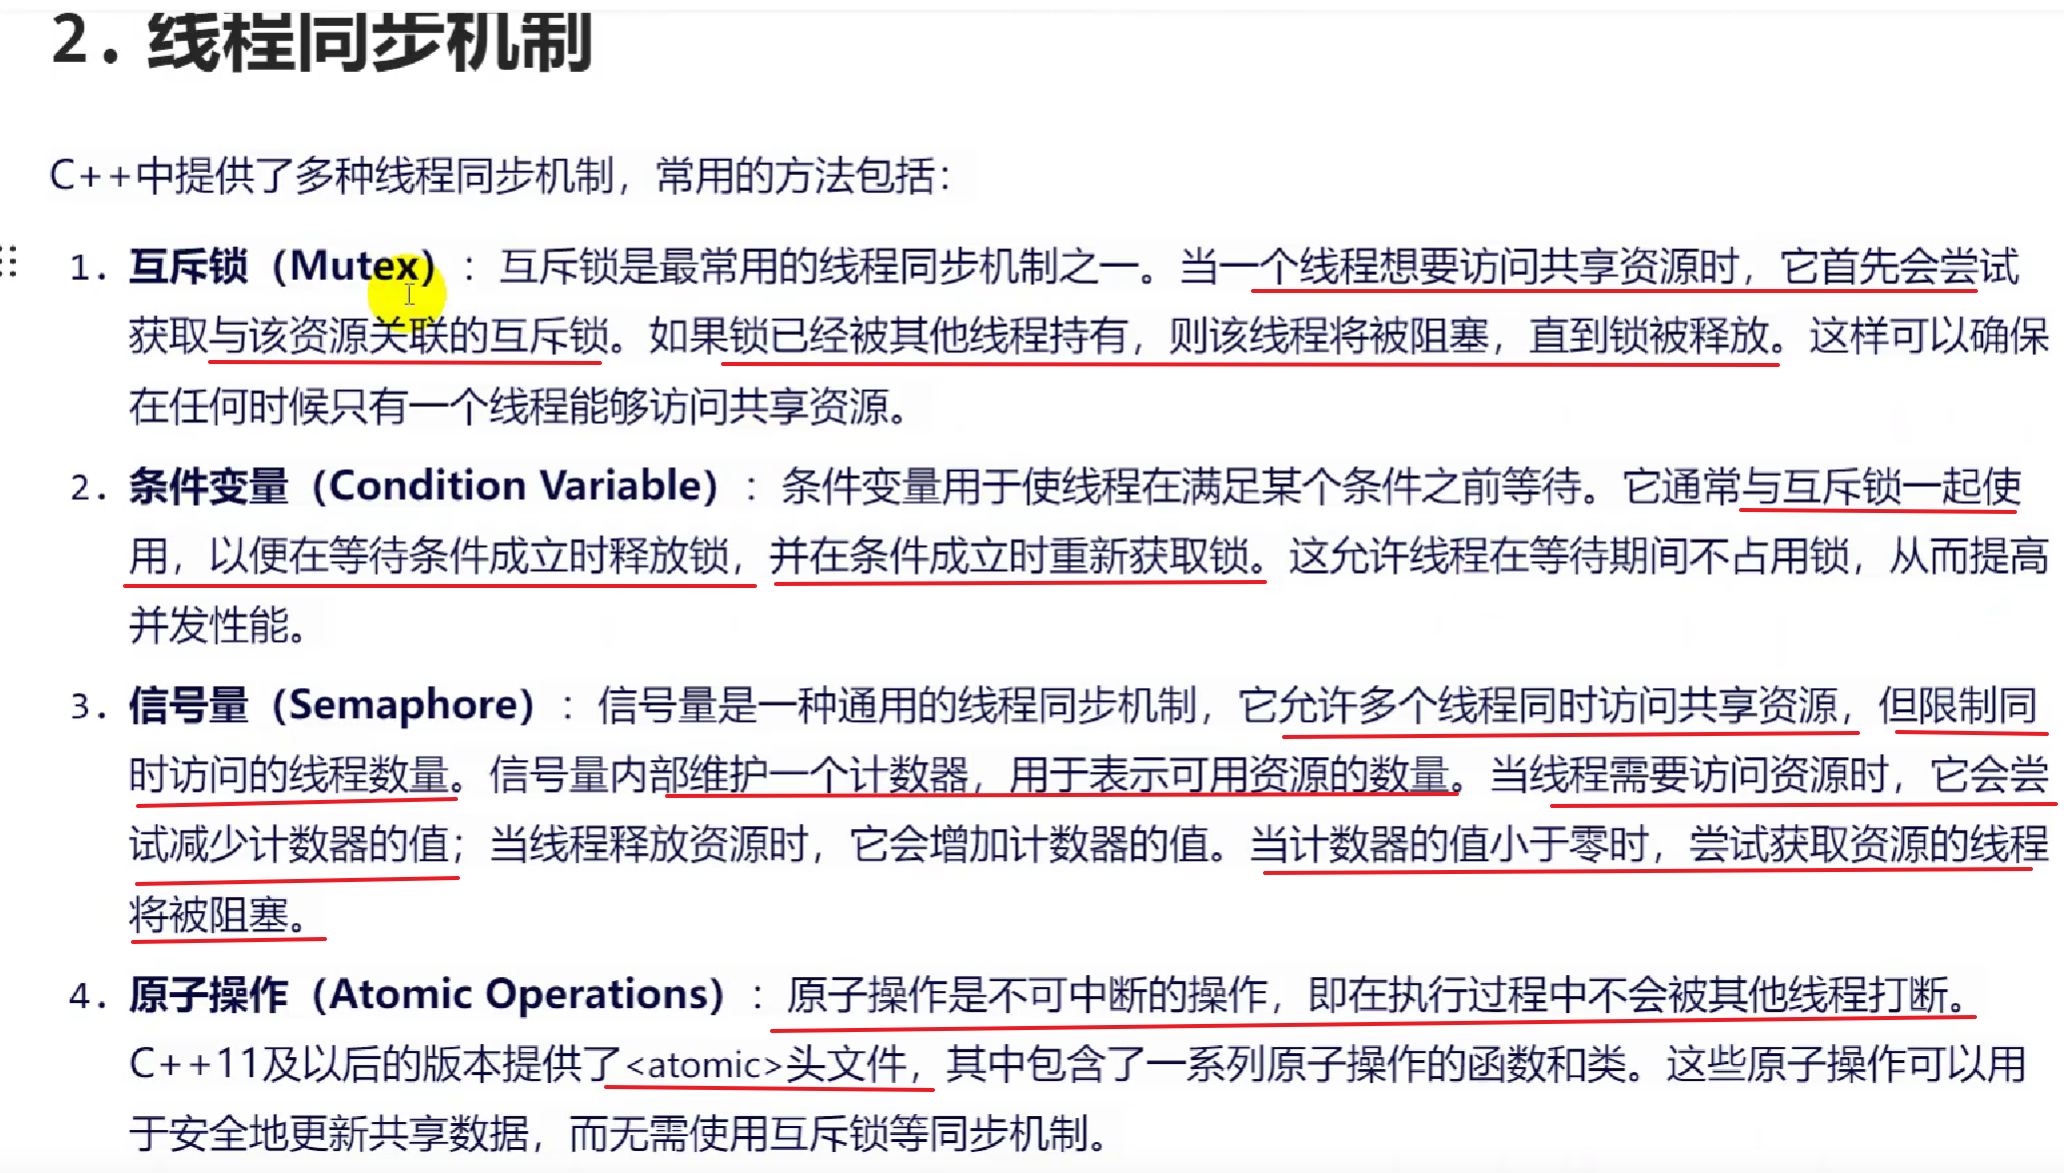 2. 线程同步机制
C++中提供了多种线程同步机制，常用的方法包括：
1. 互斥锁（Mutex）：互斥锁是最常用的线程同步机制之一。当一个线程想要访问共享资源时，它首先会尝试
获取与该资源关联的互斥锁。如果锁已经被其他线程持有，则该线程将被阻塞，直到锁被释放。这样可以确保
在任何时候只有一个线程能够访问共享资源。
2. 条件变量（Condition Variable）：条件变量用于使线程在满足某个条件之前等待。它通常与互斥锁一起使
用，以便在等待条件成立时释放锁，并在条件成立时重新获取锁。这允许线程在等待期间不占用锁，从而提高
并发性能。
3. 信号量（Semaphore）：信号量是一种通用的线程同步机制，它允许多个线程同时访问共享资源，但限制同
时访问的线程数量。信号量内部维护一个计数器，用于表示可用资源的数量。当线程需要访问资源时，它会尝
试减少计数器的值；当线程释放资源时，它会增加计数器的值。当计数器的值小于零时，尝试获取资源的线程
将被阻塞。
4. 原子操作（Atomic Operations）：原子操作是不可中断的操作，即在执行过程中不会被其他线程打断。
C++11及以后的版本提供了<atomic>头文件，其中包含了一系列原子操作的函数和类。这些原子操作可以用
于安全地更新共享数据，而无需使用互斥锁等同步机制。